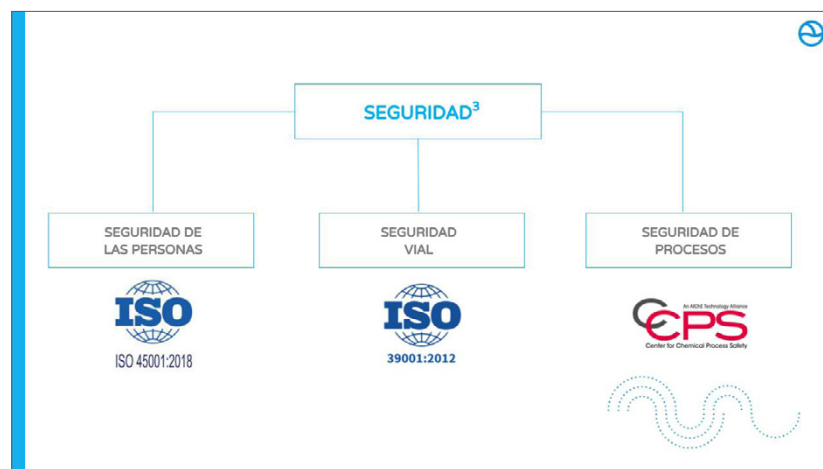 SEGURIDAD³
SEGURIDAD DE
LAS PERSONAS
SEGURIDAD
VIAL
SEGURIDAD DE
PROCESOS
ISO
ISO 45001:2018
ISO
39001:2012
An AIChE Technology Alliance
CCPS
Center for Chemical Process Safety